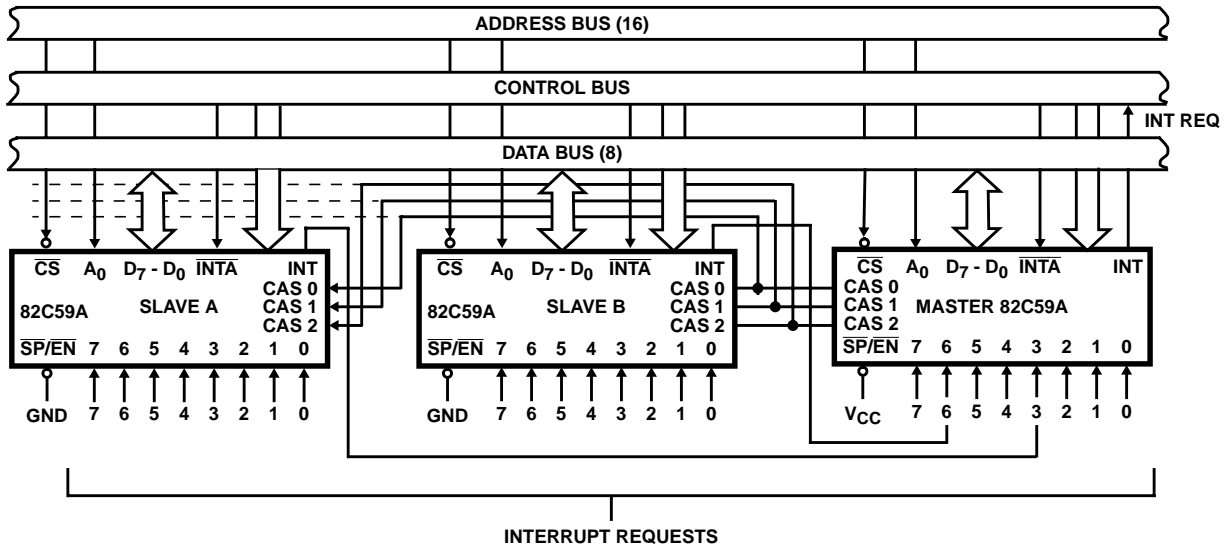 ADDRESS BUS (16)
CONTROL BUS
INT REQ
DATA BUS (8)
CS A0 D7 - D0 INTA INT
CAS 0
82C59A SLAVE A CAS 1
CAS 2
SP/EN 7 6 5 4 3 2 1 0
GND 7 6 5 4 3 2 1 0
CS A0 D7 - D0 INTA INT
CAS 0
82C59A SLAVE B CAS 1
CAS 2
SP/EN 7 6 5 4 3 2 1 0
GND 7 6 5 4 3 2 1 0
CS A0 D7 - D0 INTA INT
CAS 0
CAS 1 MASTER 82C59A
CAS 2
SP/EN 7 6 5 4 3 2 1 0
VCC 7 6 5 4 3 2 1 0
INTERRUPT REQUESTS